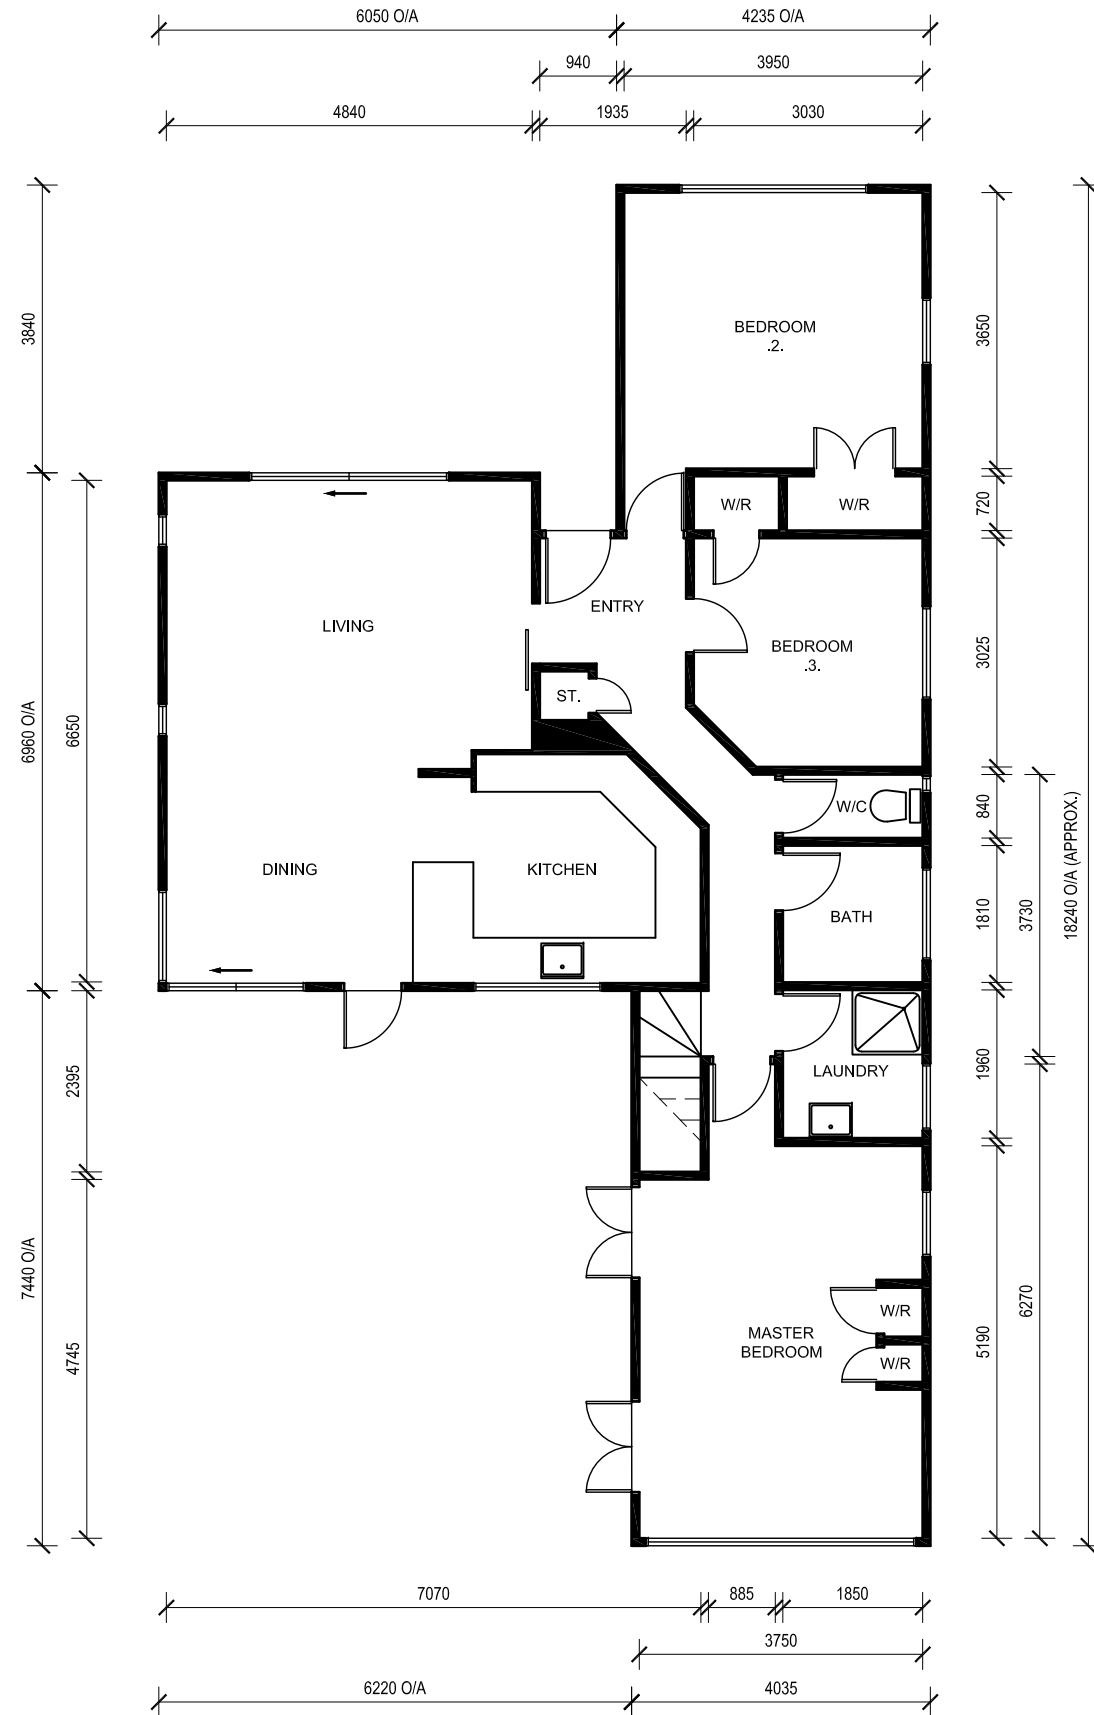 6050 O/A
4235 O/A
940
3950
4840
1935
3030
3840
6960 O/A
7440 O/A
6650
2395
4745
BEDROOM
.2.
W/R
W/R
ENTRY
LIVING
BEDROOM
.3.
ST.
W/C
DINING
KITCHEN
BATH
LAUNDRY
W/R
MASTER
BEDROOM
W/R
3650
720
3025
840
1810
1960
5190
3730
6270
18240 O/A (APPROX.)
7070
885
1850
3750
6220 O/A
4035